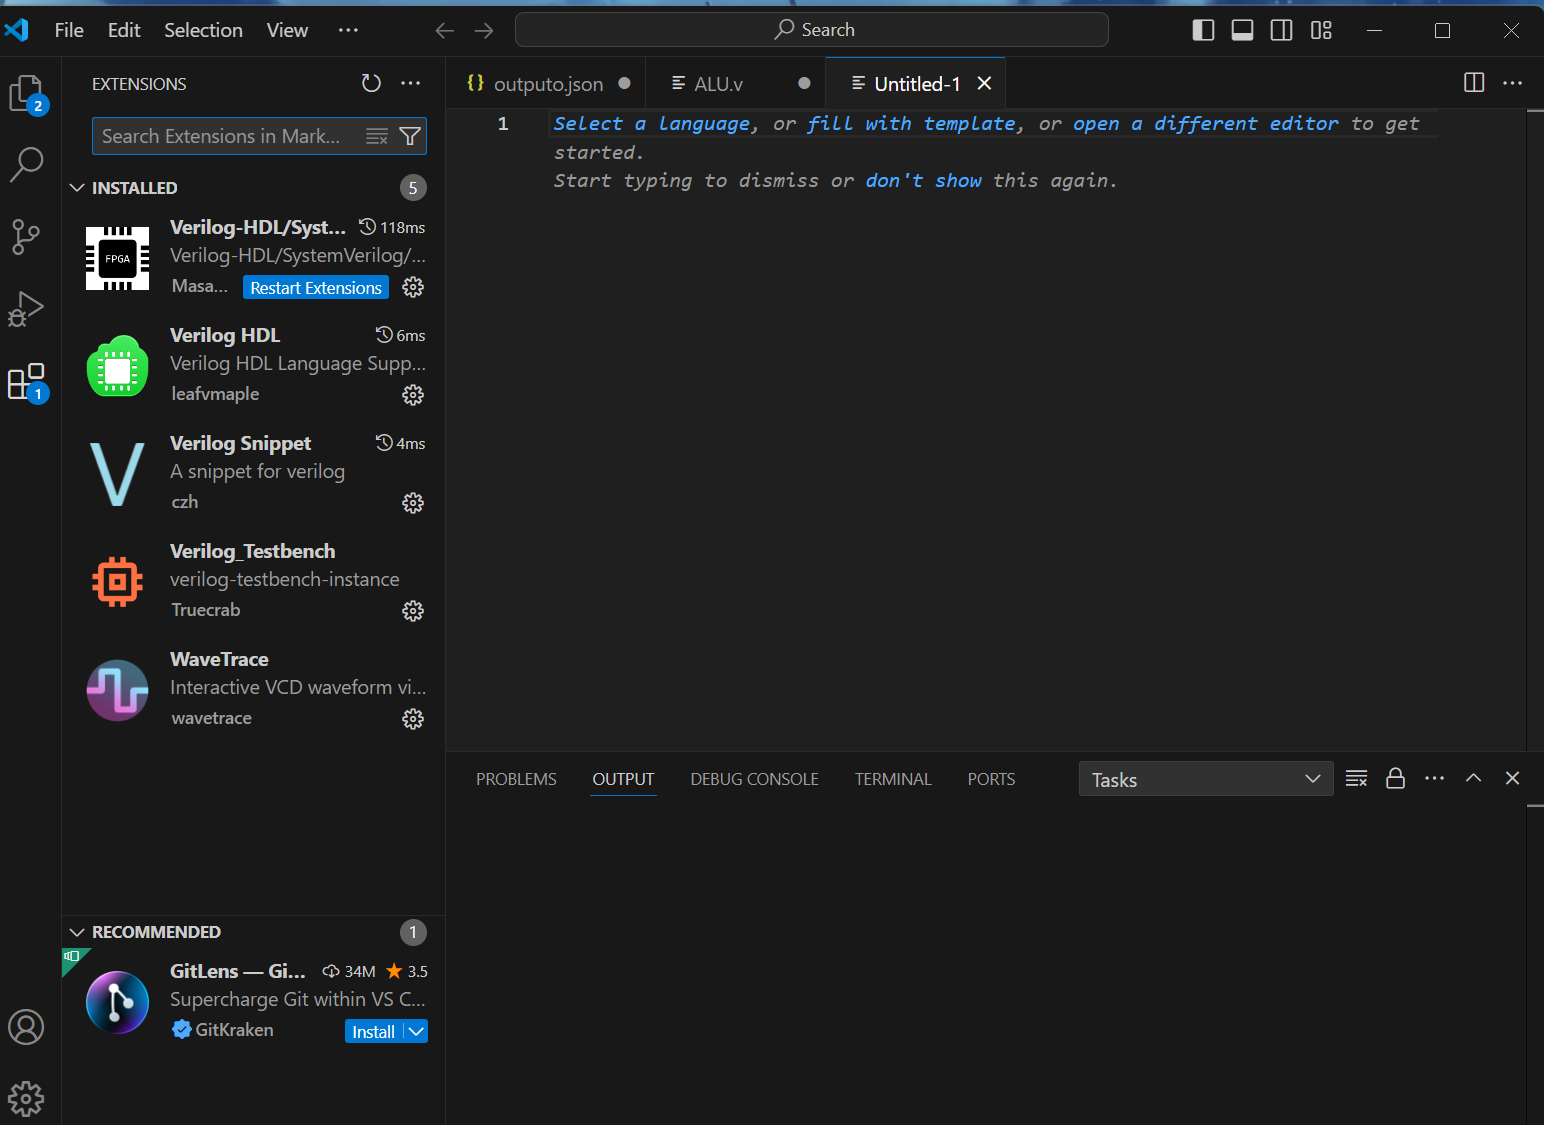 File Edit Selection View ··· Search
EXTENSIONS
2
Search Extensions in Mark...
INSTALLED 5
Verilog-HDL/Syst... 118ms
Verilog-HDL/SystemVerilog/...
FPGA
Masa... Restart Extensions
Verilog HDL 6ms
Verilog HDL Language Supp...
leafvmaple
1
Verilog Snippet 4ms
A snippet for verilog
czh
Verilog_Testbench
verilog-testbench-instance
Truecrab
WaveTrace
Interactive VCD waveform vi...
wavetrace
RECOMMENDED 1
GitLens — Gi... 34M 3.5
Supercharge Git within VS C...
GitKraken Install
{} outputo.json ALU.v Untitled-1
1 Select a language, or fill with template, or open a different editor to get
started.
Start typing to dismiss or don't show this again.
PROBLEMS OUTPUT DEBUG CONSOLE TERMINAL PORTS Tasks